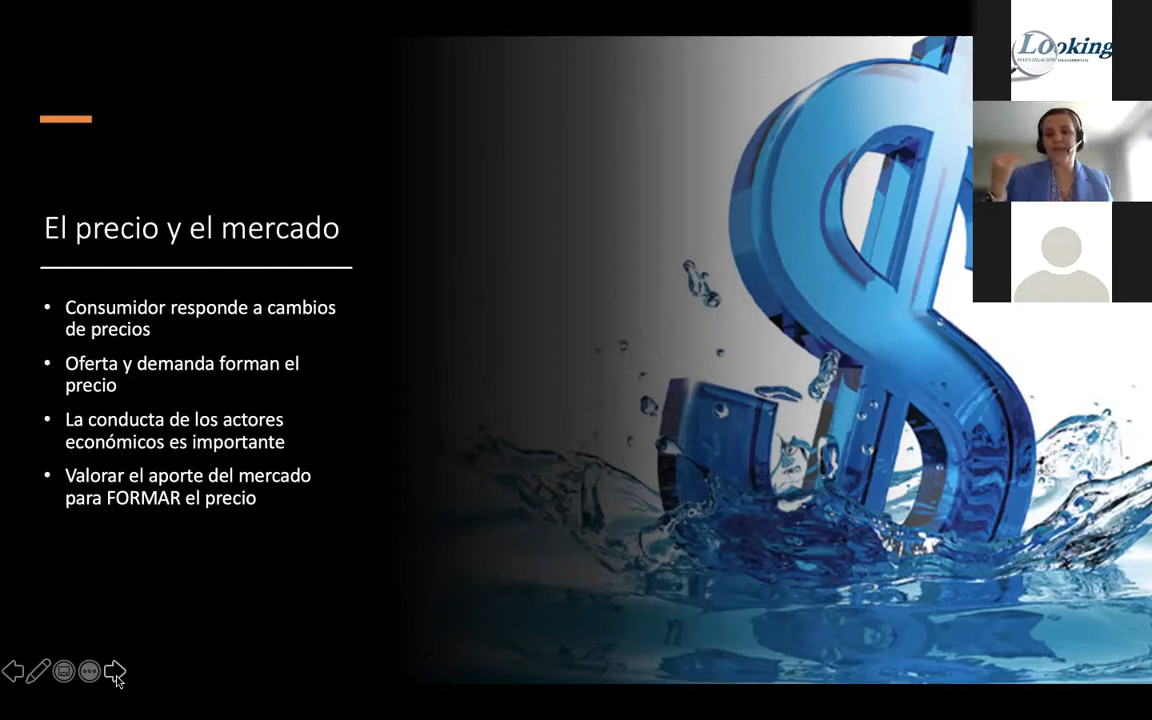 Looking
INVESTIGACIÓN
El precio y el mercado
• Consumidor responde a cambios
de precios
• Oferta y demanda forman el
precio
• La conducta de los actores
económicos es importante
• Valorar el aporte del mercado
para FORMAR el precio